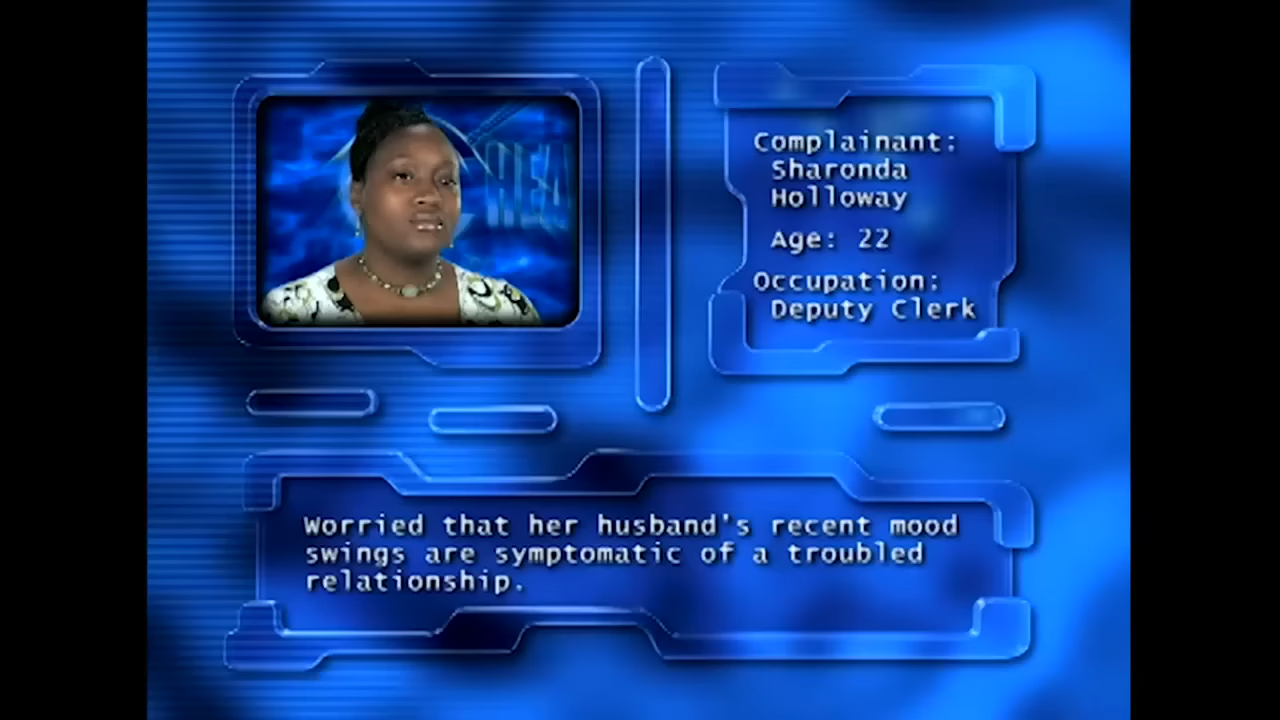 Complainant:
Sharonda
Holloway
Age: 22
Occupation:
Deputy Clerk
Worried that her husband's recent mood
swings are symptomatic of a troubled
relationship.